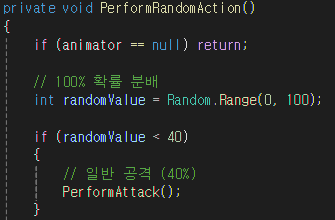 private void PerformRandomAction()
{
if (animator == null) return;
// 100% 확률 분배
int randomValue = Random.Range(0, 100);
if (randomValue < 40)
{
// 일반 공격 (40%)
PerformAttack();
}